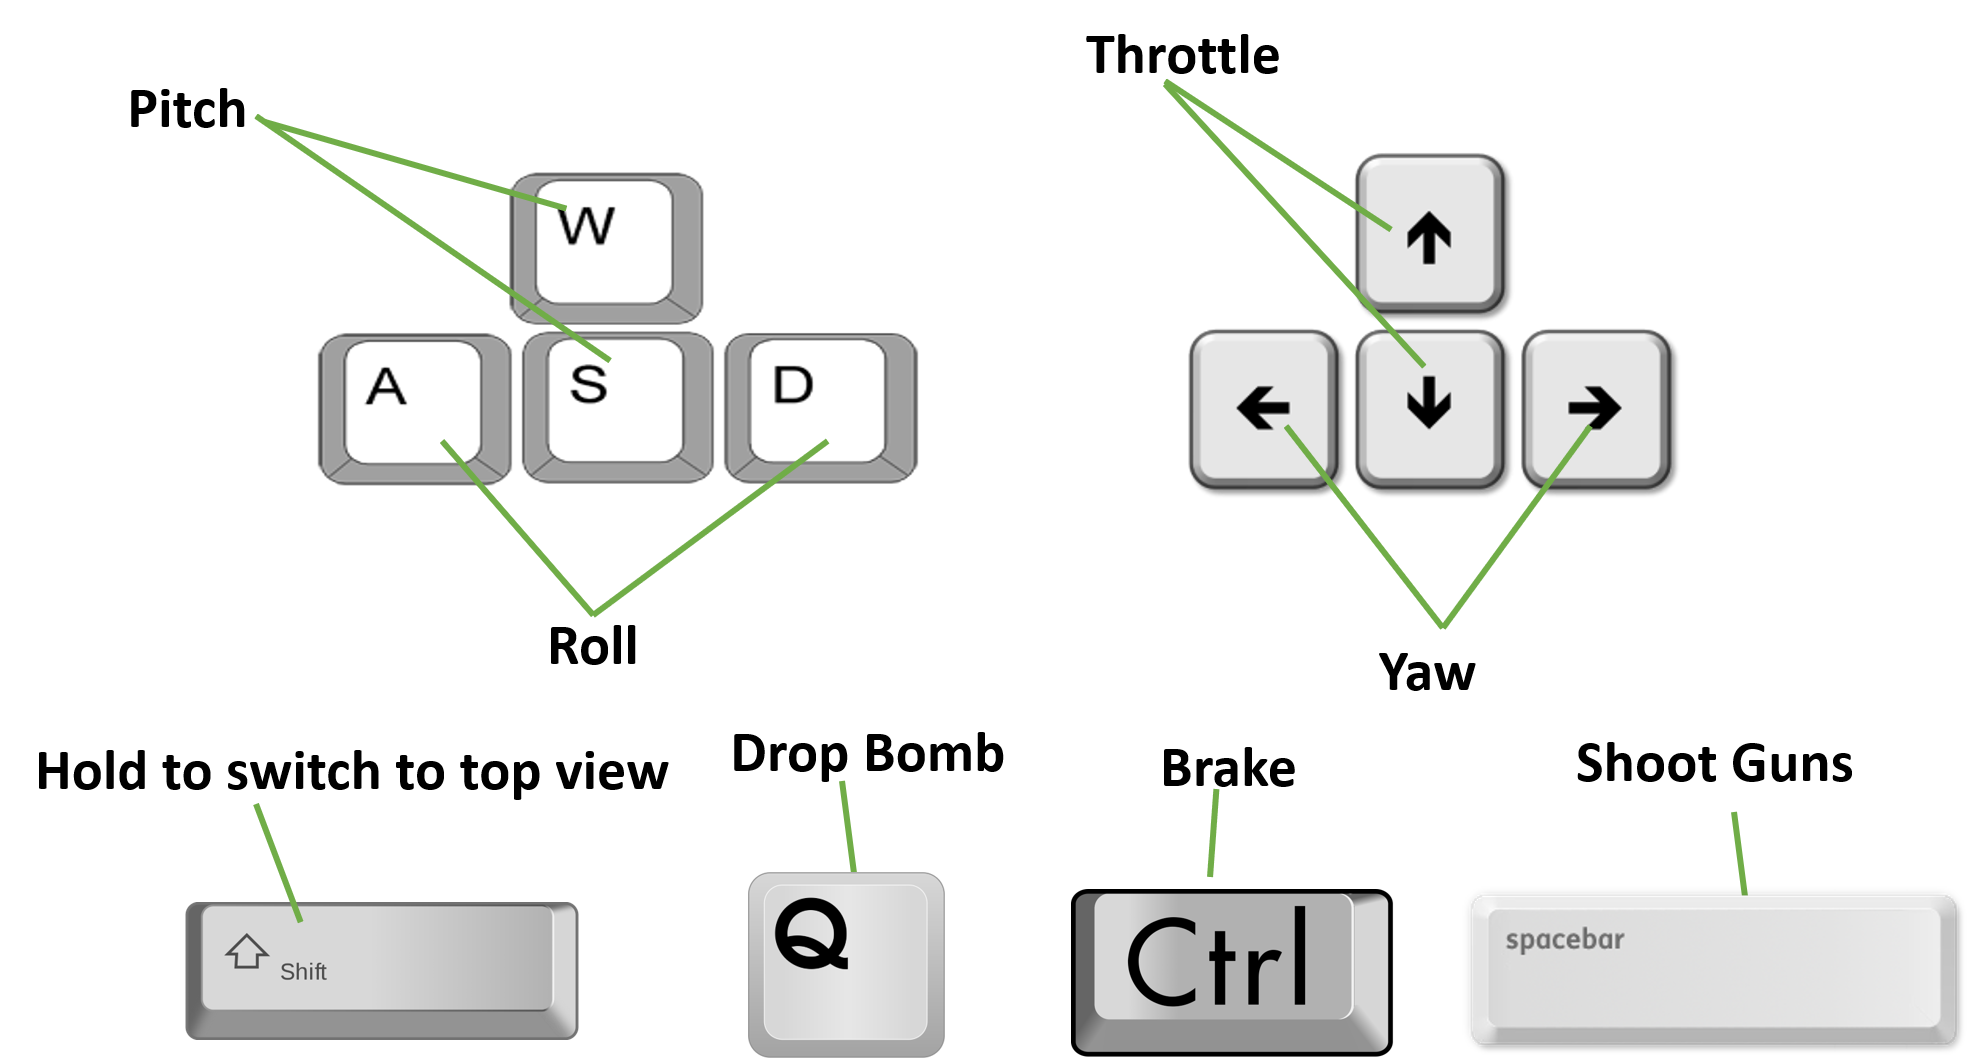 Throttle
Pitch
W
A
S
D
Roll
Yaw
Hold to switch to top view
Drop Bomb
Brake
Shoot Guns
Shift
Q
Ctrl
spacebar